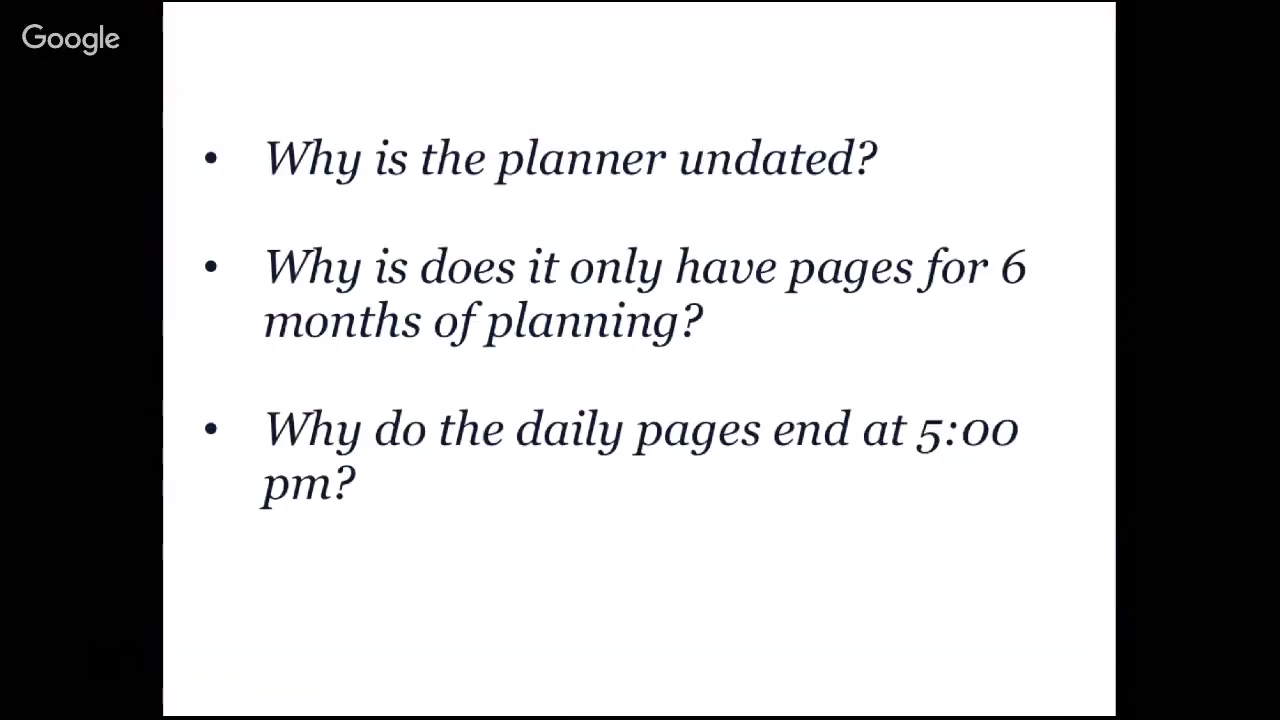 Google
• Why is the planner undated?
• Why is does it only have pages for 6
months of planning?
• Why do the daily pages end at 5:00
pm?